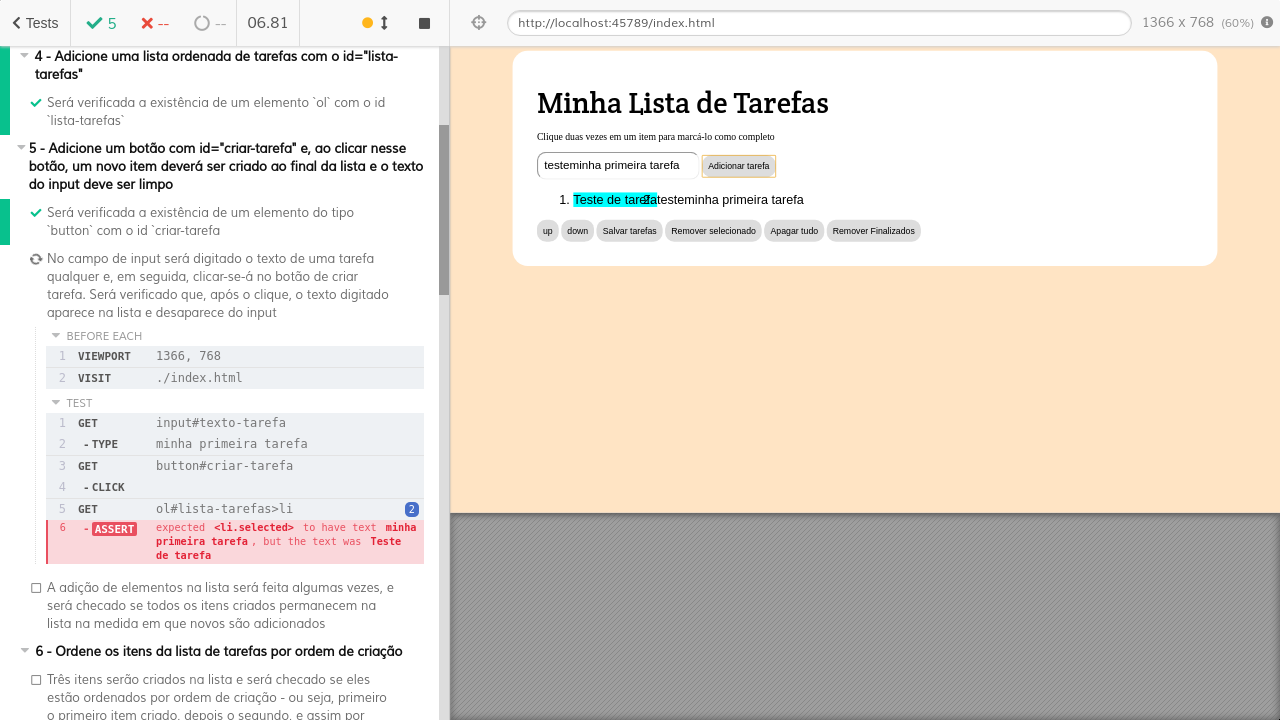 Tests 5 -- -- 06.81
http://localhost:45789/index.html 1366 x 768 (60%)
4 - Adicione uma lista ordenada de tarefas com o id="lista-
tarefas"
Será verificada a existência de um elemento `ol` com o id
`lista-tarefas`
5 - Adicione um botão com id="criar-tarefa" e, ao clicar nesse
botão, um novo item deverá ser criado ao final da lista e o texto
do input deve ser limpo
Será verificada a existência de um elemento do tipo
`button` com o id `criar-tarefa
No campo de input será digitado o texto de uma tarefa
qualquer e, em seguida, clicar-se-á no botão de criar
tarefa. Será verificado que, após o clique, o texto digitado
aparece na lista e desaparece do input
BEFORE EACH
1 VIEWPORT 1366, 768
2 VISIT ./index.html
TEST
1 GET input#texto-tarefa
2 -TYPE minha primeira tarefa
3 GET button#criar-tarefa
4 -CLICK
5 GET ol#lista-tarefas>li 2
6 -ASSERT expected <li.selected> to have text minha
primeira tarefa, but the text was Teste
de tarefa
A adição de elementos na lista será feita algumas vezes, e
será checado se todos os itens criados permanecem na
lista na medida em que novos são adicionados
6 - Ordene os itens da lista de tarefas por ordem de criação
Três itens serão criados na lista e será checado se eles
estão ordenados por ordem de criação - ou seja, primeiro
o primeiro item criado, depois o segundo, e assim por
Minha Lista de Tarefas
Clique duas vezes em um item para marcá-lo como completo
testeminha primeira tarefa Adicionar tarefa
1. Teste de tarefa 2. testeminha primeira tarefa
up down Salvar tarefas Remover selecionado Apagar tudo Remover Finalizados